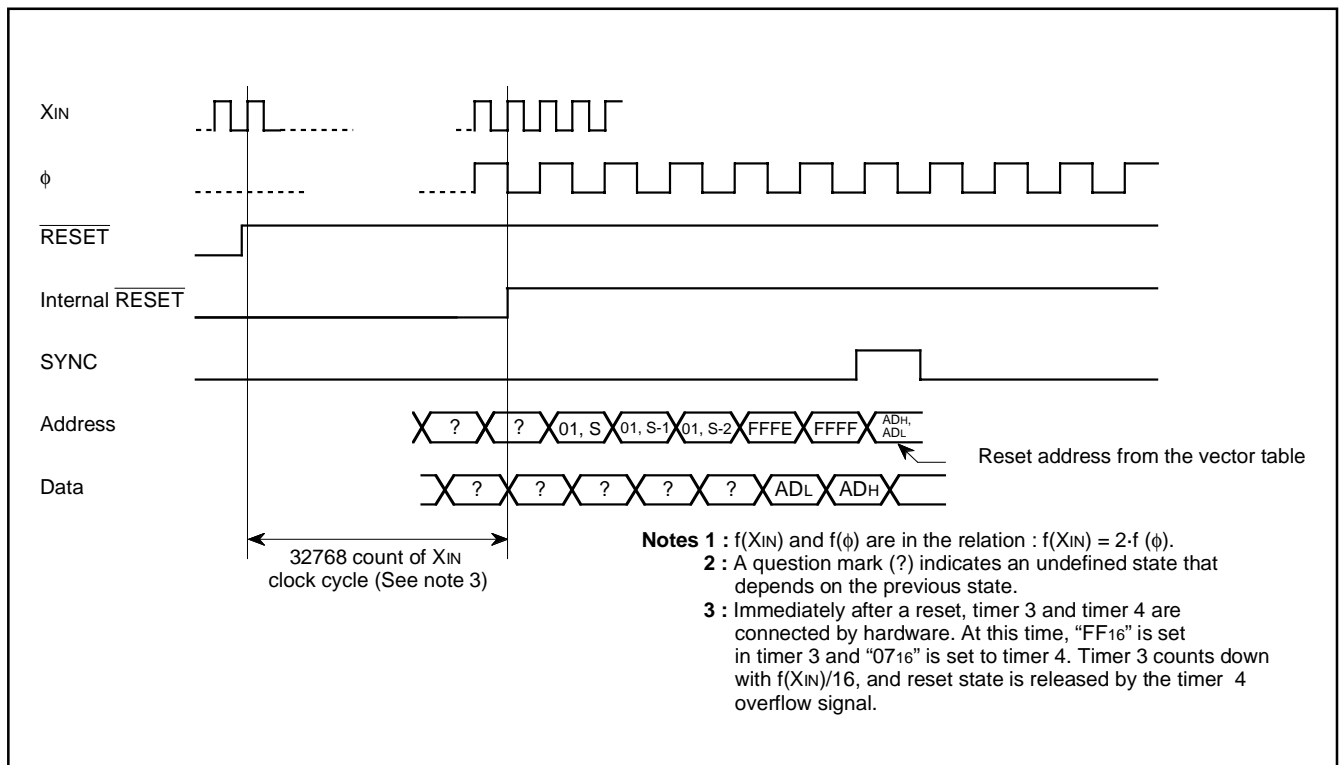 XIN
ϕ
RESET
Internal RESET
SYNC
Address
? ? 01, S 01, S-1 01, S-2 FFFE FFFF ADH,
ADL
Reset address from the vector table
Data
? ? ? ? ? ADL ADH
32768 count of XIN
clock cycle (See note 3)
Notes 1 : f(XIN) and f(ϕ) are in the relation : f(XIN) = 2·f (ϕ).
2 : A question mark (?) indicates an undefined state that
depends on the previous state.
3 : Immediately after a reset, timer 3 and timer 4 are
connected by hardware. At this time, “FF16” is set
in timer 3 and “0716” is set to timer 4. Timer 3 counts down
with f(XIN)/16, and reset state is released by the timer 4
overflow signal.